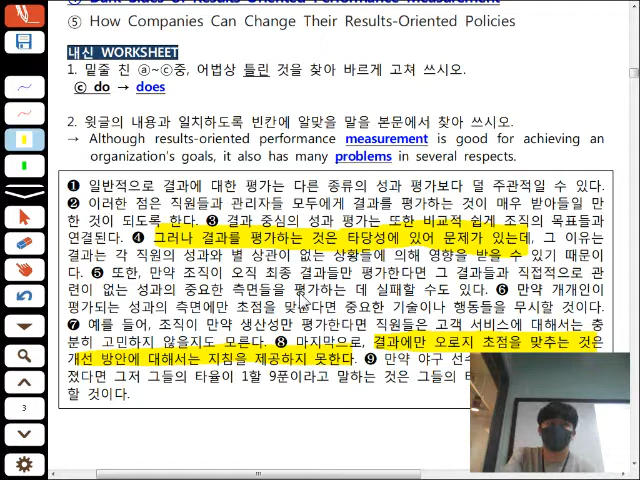 ④ Dark Sides of Results-Oriented Performance Measurement
⑤ How Companies Can Change Their Results-Oriented Policies
내신 WORKSHEET
1. 밑줄 친 ⓐ~ⓒ중, 어법상 틀린 것을 찾아 바르게 고쳐 쓰시오.
ⓒ do → does
2. 윗글의 내용과 일치하도록 빈칸에 알맞을 말을 본문에서 찾아 쓰시오.
→ Although results-oriented performance measurement is good for achieving an
organization's goals, it also has many problems in several respects.
❶ 일반적으로 결과에 대한 평가는 다른 종류의 성과 평가보다 덜 주관적일 수 있다.
❷ 이러한 점은 직원들과 관리자들 모두에게 결과를 평가하는 것이 매우 받아들일 만
한 것이 되도록 한다. ❸ 결과 중심의 성과 평가는 또한 비교적 쉽게 조직의 목표들과
연결된다. ❹ 그러나 결과를 평가하는 것은 타당성에 있어 문제가 있는데, 그 이유는
결과는 각 직원의 성과와 별 상관이 없는 상황들에 의해 영향을 받을 수 있기 때문이
다. ❺ 또한, 만약 조직이 오직 최종 결과들만 평가한다면 그 결과들과 직접적으로 관
련이 없는 성과의 중요한 측면들을 평가하는 데 실패할 수도 있다. ❻ 만약 개개인이
평가되는 성과의 측면에만 초점을 맞춘다면 중요한 기술이나 행동들을 무시할 것이다.
❼ 예를 들어, 조직이 만약 생산성만 평가한다면 직원들은 고객 서비스에 대해서는 충
분히 고민하지 않을지도 모른다. ❽ 마지막으로, 결과에만 오로지 초점을 맞추는 것은
개선 방안에 대해서는 지침을 제공하지 못한다. ❾ 만약 야구 선수
졌다면 그저 그들의 타율이 1할 9푼이라고 말하는 것은 그들의 타
할 것이다.
3